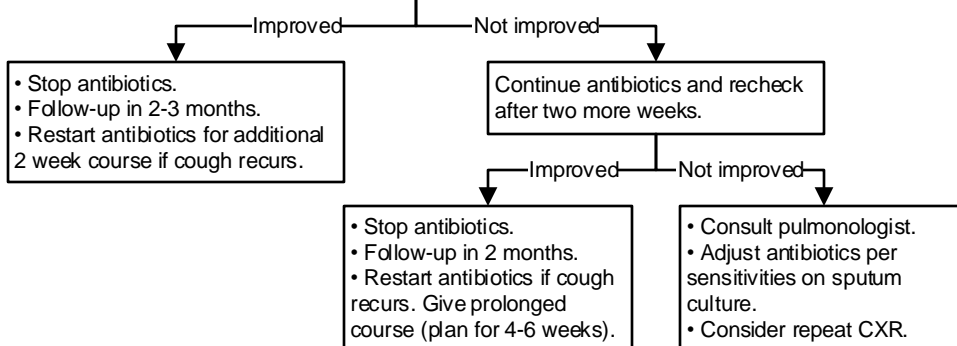 Improved
Not improved
• Stop antibiotics.
• Follow-up in 2-3 months.
• Restart antibiotics for additional
2 week course if cough recurs.
Continue antibiotics and recheck
after two more weeks.
Improved
Not improved
• Stop antibiotics.
• Follow-up in 2 months.
• Restart antibiotics if cough
recurs. Give prolonged
course (plan for 4-6 weeks).
• Consult pulmonologist.
• Adjust antibiotics per
sensitivities on sputum
culture.
• Consider repeat CXR.